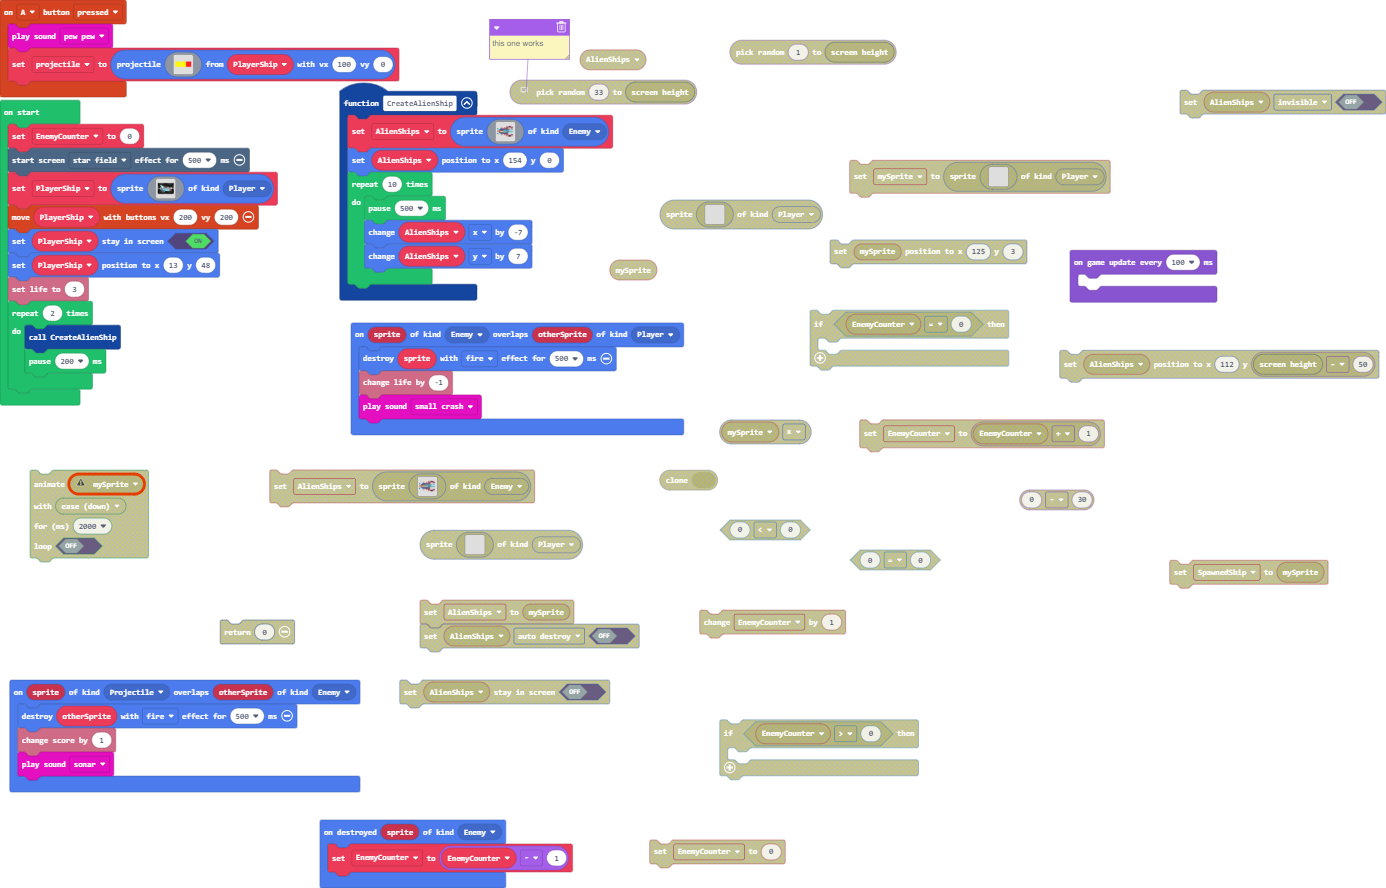 on A button pressed
play sound pew pew
set projectile to projectile from PlayerShip with vx 100 vy 0
on start
set EnemyCounter to 0
start screen star field effect for 500 ms
set PlayerShip to sprite of kind Player
move PlayerShip with buttons vx 200 vy 200
set PlayerShip stay in screen ON
set PlayerShip position to x 13 y 48
set life to 3
repeat 2 times
do
call CreateAlienShip
pause 200 ms
this one works
AlienShips
pick random 33 to screen height
pick random 1 to screen height
function CreateAlienShip
set AlienShips to sprite of kind Enemy
set AlienShips position to x 154 y 0
repeat 10 times
do
pause 500 ms
change AlienShips x by -7
change AlienShips y by 7
set AlienShips invisible OFF
set mySprite to sprite of kind Player
sprite of kind Player
set mySprite position to x 125 y 3
mySprite
on game update every 100 ms
on sprite of kind Enemy overlaps otherSprite of kind Player
destroy sprite with fire effect for 500 ms
change life by -1
play sound small crash
if EnemyCounter = 0 then
set AlienShips position to x 112 y screen height - 50
mySprite x
set EnemyCounter to EnemyCounter + 1
animate mySprite
with ease (down)
for (ms) 2000
loop OFF
set AlienShips to sprite of kind Enemy
clone
0 - 30
0 < 0
sprite of kind Player
0 = 0
set SpawnedShip to mySprite
return 0
set AlienShips to mySprite
set AlienShips auto destroy OFF
change EnemyCounter by 1
on sprite of kind Projectile overlaps otherSprite of kind Enemy
destroy otherSprite with fire effect for 500 ms
change score by 1
play sound sonar
set AlienShips stay in screen OFF
if EnemyCounter > 0 then
on destroyed sprite of kind Enemy
set EnemyCounter to EnemyCounter - 1
set EnemyCounter to 0